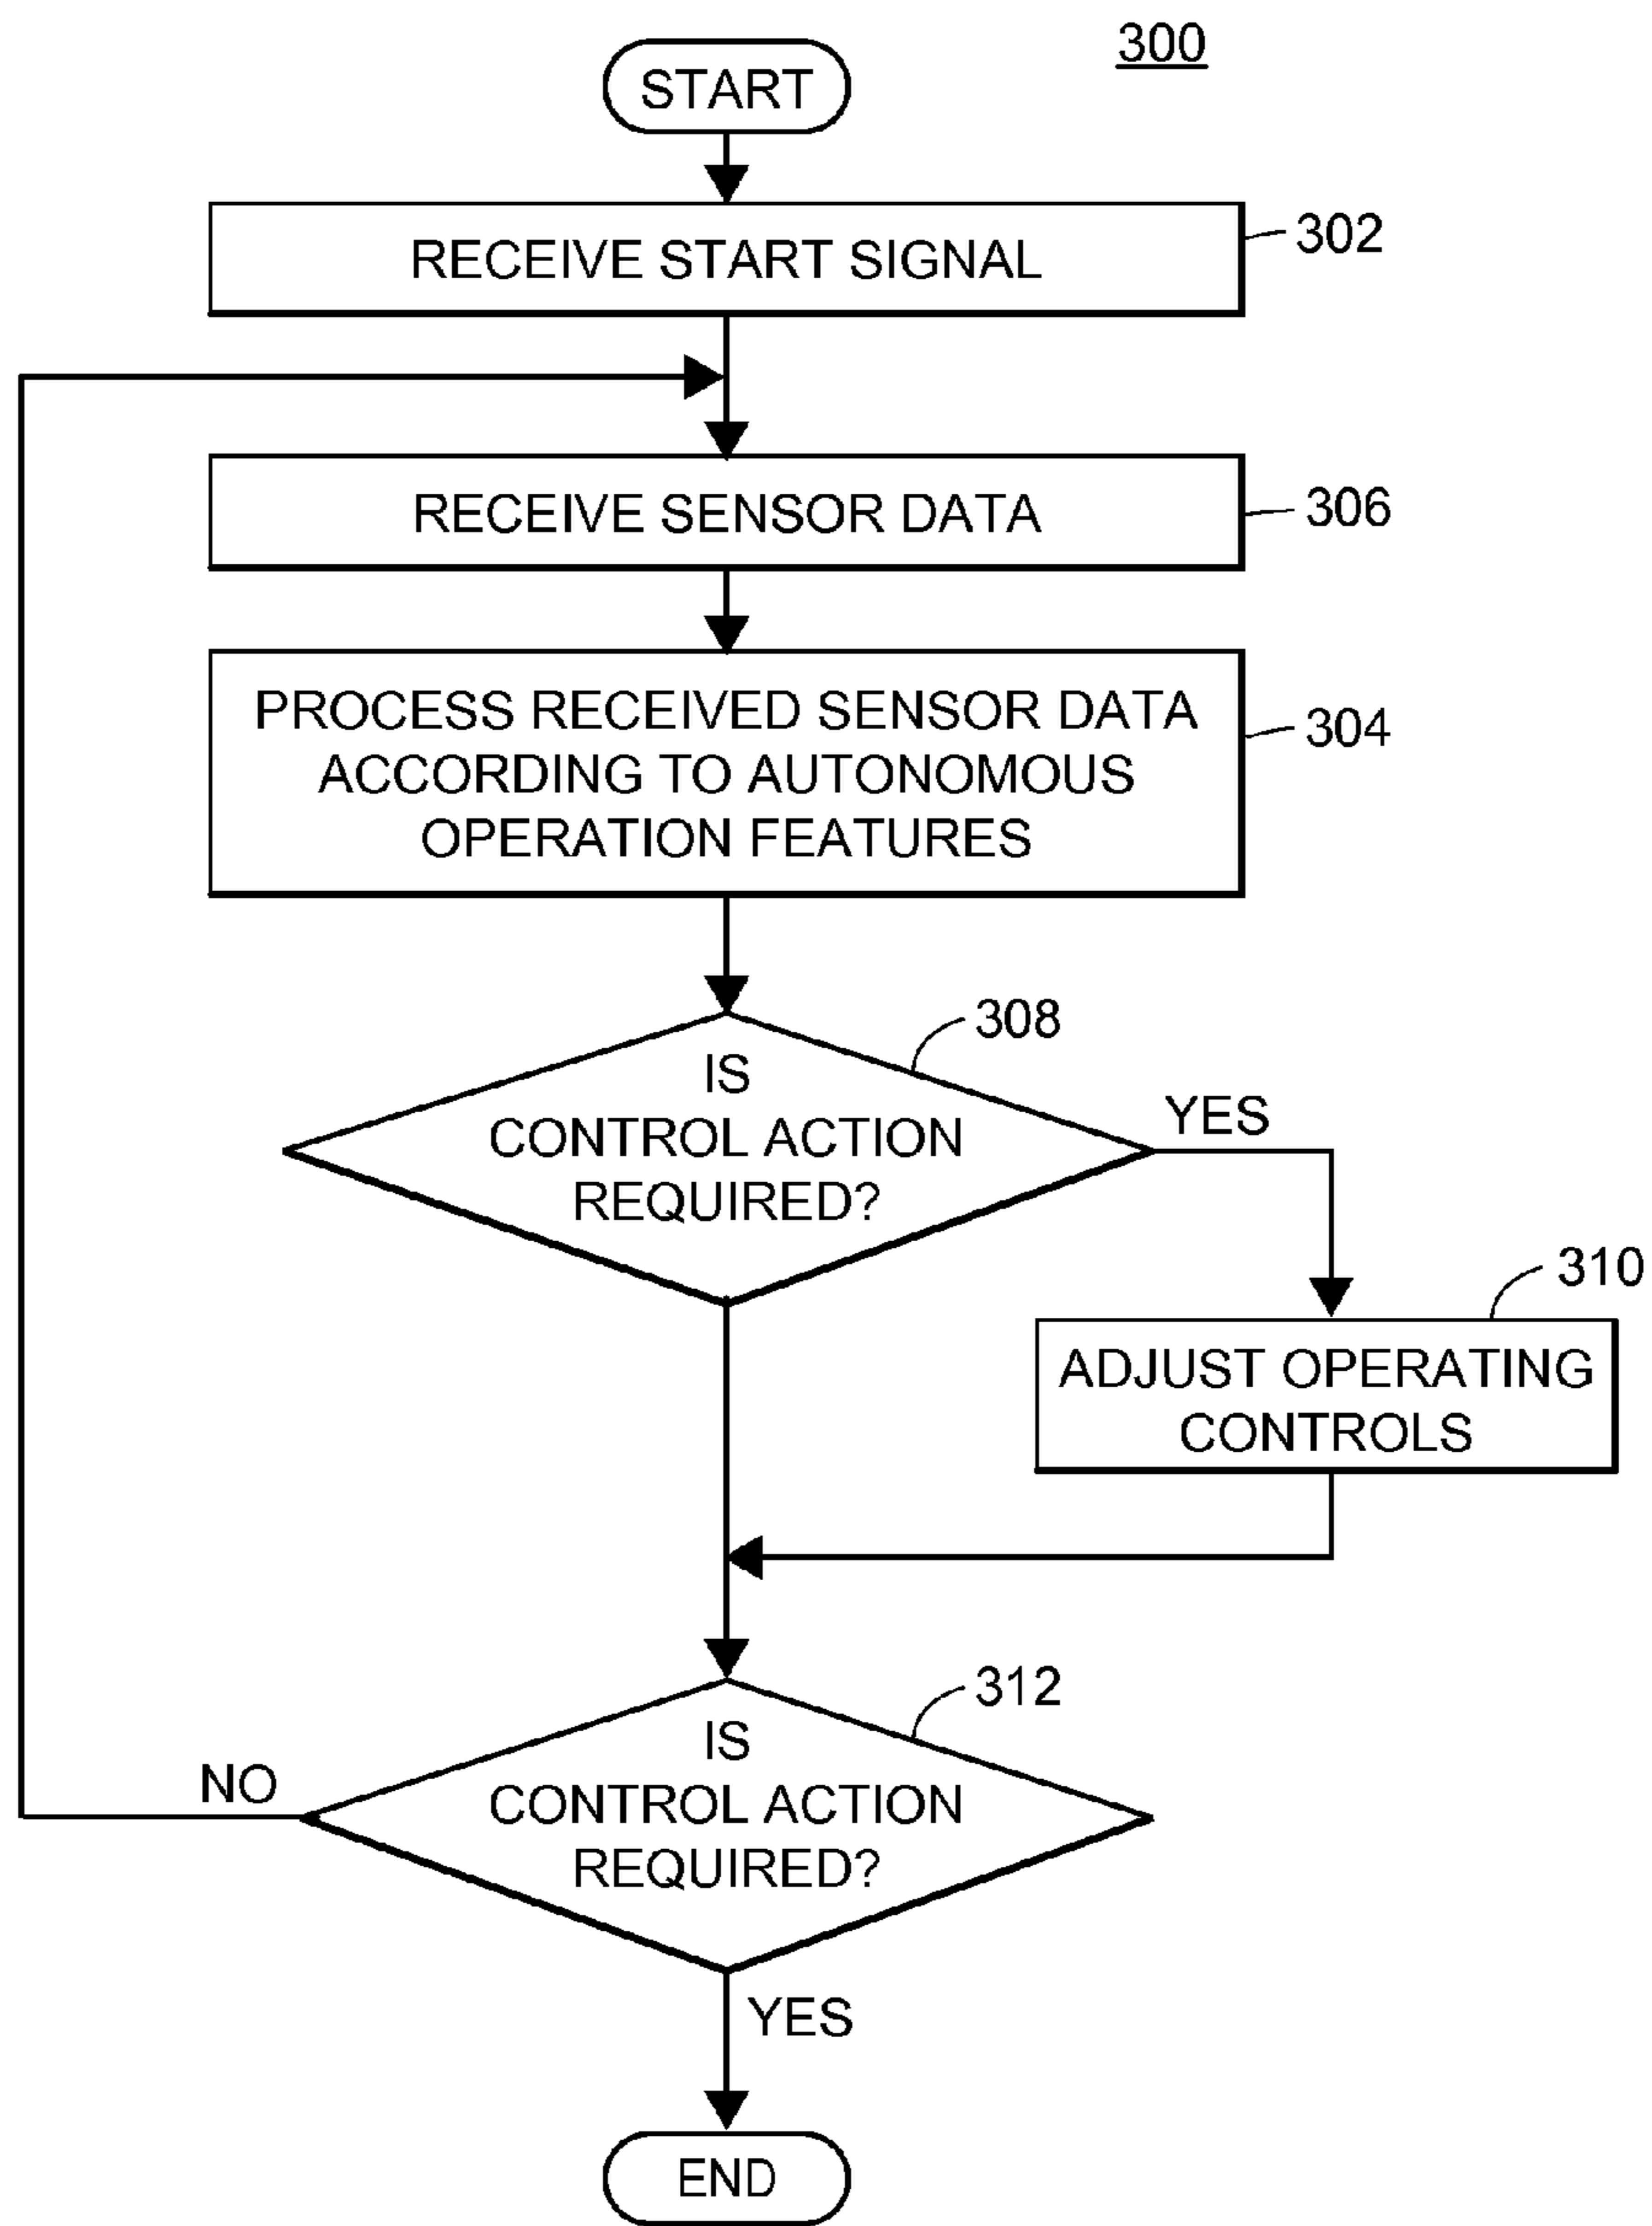 300
START
RECEIVE START SIGNAL
302
RECEIVE SENSOR DATA
306
PROCESS RECEIVED SENSOR DATA
ACCORDING TO AUTONOMOUS
OPERATION FEATURES
304
308
IS
CONTROL ACTION
REQUIRED?
YES
310
ADJUST OPERATING
CONTROLS
312
IS
CONTROL ACTION
REQUIRED?
NO
YES
END